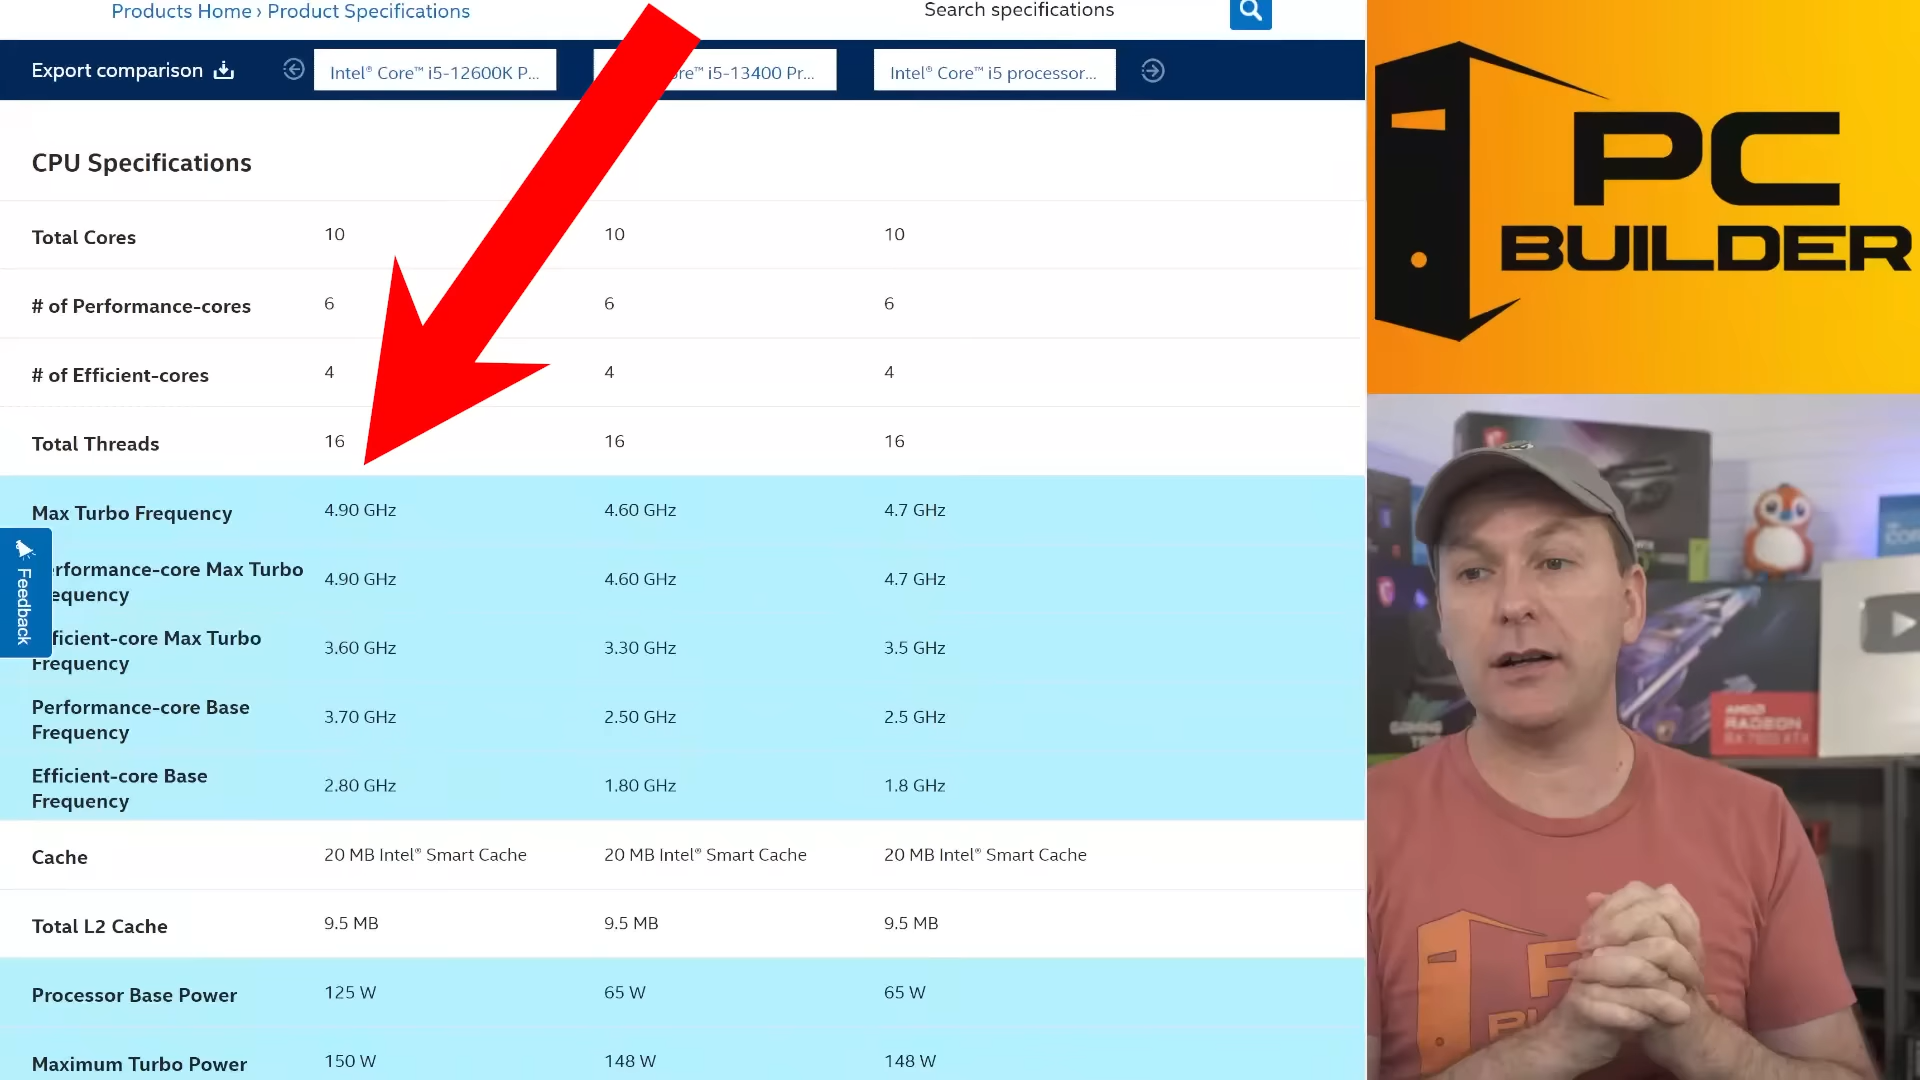 Products Home › Product Specifications
Search specifications
Export comparison
Intel® Core™ i5-12600K P...
i5-13400 Pr...
Intel® Core™ i5 processor...
CPU Specifications
Total Cores 10 10 10
# of Performance-cores 6 6 6
# of Efficient-cores 4 4 4
Total Threads 16 16 16
Max Turbo Frequency 4.90 GHz 4.60 GHz 4.7 GHz
erformance-core Max Turbo
equency
4.90 GHz 4.60 GHz 4.7 GHz
ficient-core Max Turbo
Frequency
3.60 GHz 3.30 GHz 3.5 GHz
Performance-core Base
Frequency
3.70 GHz 2.50 GHz 2.5 GHz
Efficient-core Base
Frequency
2.80 GHz 1.80 GHz 1.8 GHz
Cache 20 MB Intel® Smart Cache 20 MB Intel® Smart Cache 20 MB Intel® Smart Cache
Total L2 Cache 9.5 MB 9.5 MB 9.5 MB
Processor Base Power 125 W 65 W 65 W
Maximum Turbo Power 150 W 148 W 148 W
Feedback
PC
BUILDER
AMD
RADEON